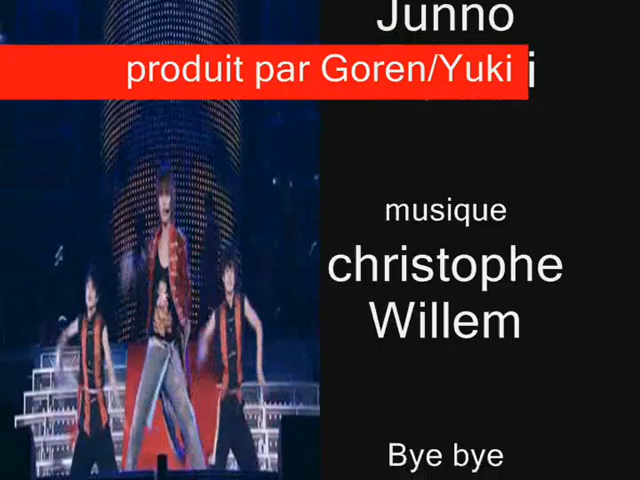 Junno
produit par Goren/Yuki
musique
christophe
Willem
Bye bye